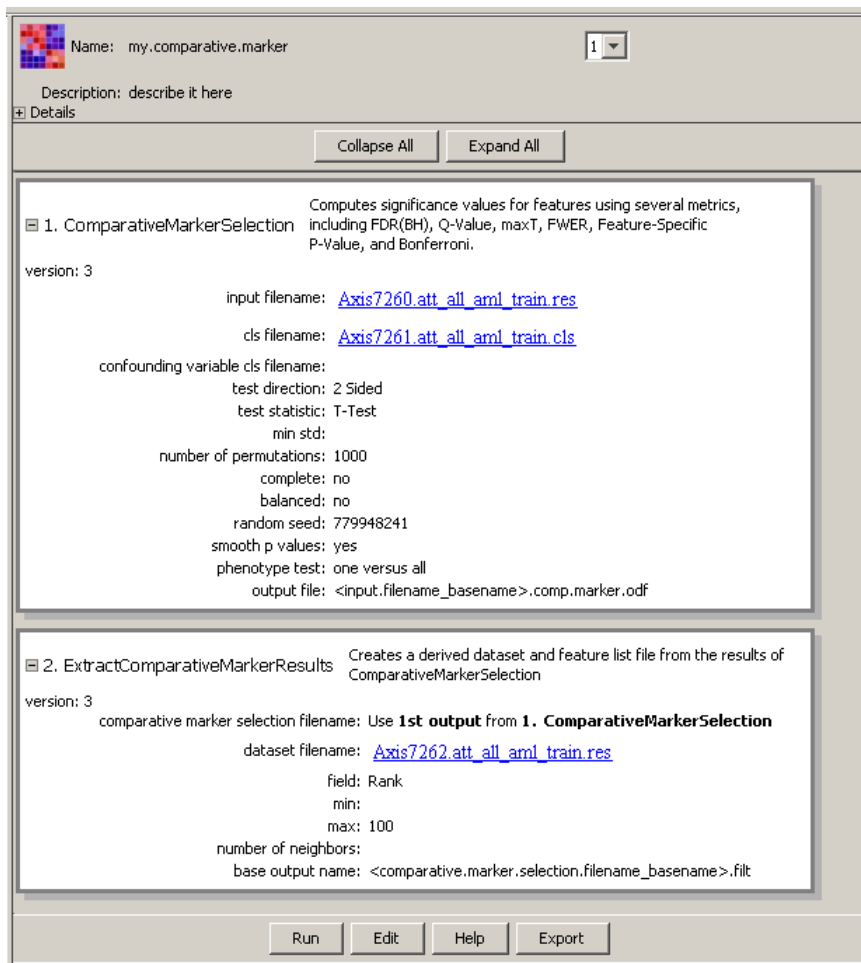 Name: my.comparative.marker
1
Description: describe it here
Details
Collapse All Expand All
1. ComparativeMarkerSelection
Computes significance values for features using several metrics,
including FDR(BH), Q-Value, maxT, FWER, Feature-Specific
P-Value, and Bonferroni.
version: 3
input filename: Axis7260.att_all_aml_train.res
cls filename: Axis7261.att_all_aml_train.cls
confounding variable cls filename:
test direction: 2 Sided
test statistic: T-Test
min std:
number of permutations: 1000
complete: no
balanced: no
random seed: 779948241
smooth p values: yes
phenotype test: one versus all
output file: <input.filename_basename>.comp.marker.odf
2. ExtractComparativeMarkerResults
Creates a derived dataset and feature list file from the results of
ComparativeMarkerSelection
version: 3
comparative marker selection filename: Use 1st output from 1. ComparativeMarkerSelection
dataset filename: Axis7262.att_all_aml_train.res
field: Rank
min:
max: 100
number of neighbors:
base output name: <comparative.marker.selection.filename_basename>.filt
Run Edit Help Export